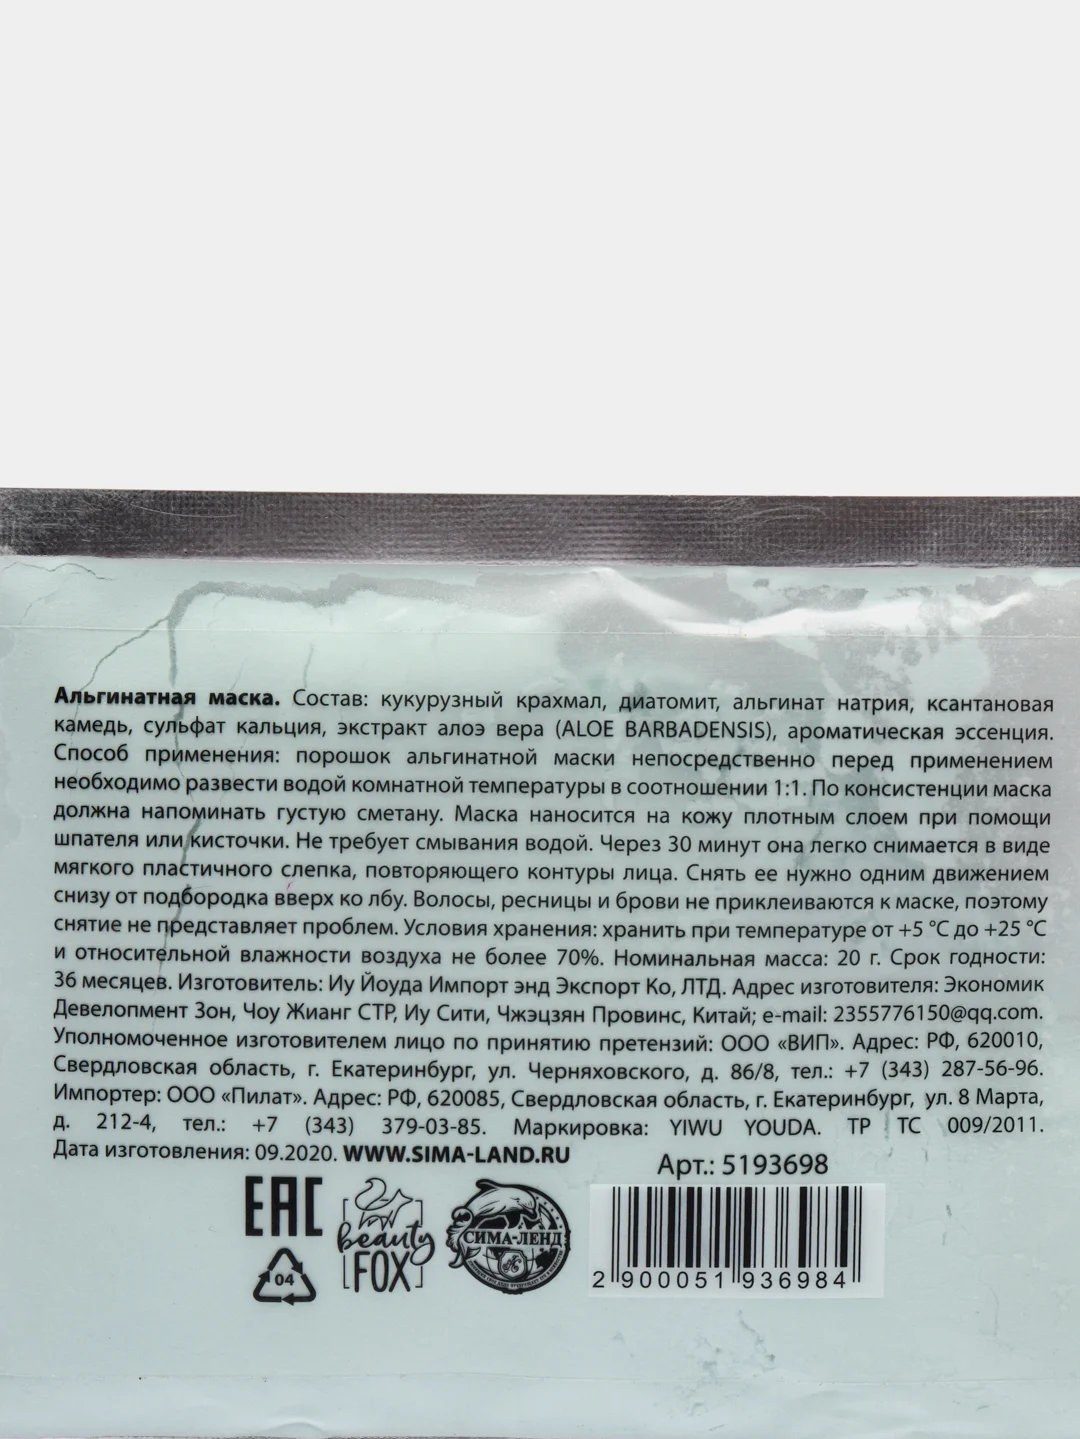 Альгинатная маска. Состав: кукурузный крахмал, диатомит, альгинат натрия, ксантановая
камедь, сульфат кальция, экстракт алоэ вера (ALOE BARBADENSIS), ароматическая эссенция.
Способ применения: порошок альгинатной маски непосредственно перед применением
необходимо развести водой комнатной температуры в соотношении 1:1. По консистенции маска
должна напоминать густую сметану. Маска наносится на кожу плотным слоем при помощи
шпателя или кисточки. Не требует смывания водой. Через 30 минут она легко снимается в виде
мягкого пластичного слепка, повторяющего контуры лица. Снять ее нужно одним движением
снизу от подбородка вверх ко лбу. Волосы, ресницы и брови не приклеиваются к маске, поэтому
снятие не представляет проблем. Условия хранения: хранить при температуре от +5 °С до +25 °С
и относительной влажности воздуха не более 70%. Номинальная масса: 20 г. Срок годности:
36 месяцев. Изготовитель: Иу Йоуда Импорт энд Экспорт Ко, ЛТД. Адрес изготовителя: Экономик
Девелопмент Зон, Чоу Жианг СТР, Иу Сити, Чжэцзян Провинс, Китай; e-mail: 2355776150@qq.com.
Уполномоченное изготовителем лицо по принятию претензий: ООО «ВИП». Адрес: РФ, 620010,
Свердловская область, г. Екатеринбург, ул. Черняховского, д. 86/8, тел.: +7 (343) 287-56-96.
Импортер: ООО «Пилат». Адрес: РФ, 620085, Свердловская область, г. Екатеринбург, ул. 8 Марта,
д. 212-4, тел.: +7 (343) 379-03-85. Маркировка: YIWU YOUDA. ТР ТС 009/2011.
Дата изготовления: 09.2020. WWW.SIMA-LAND.RU
Арт.: 5193698
EAC
04
beauty
FOX
СИМА-ЛЕНД
2 900051 936984